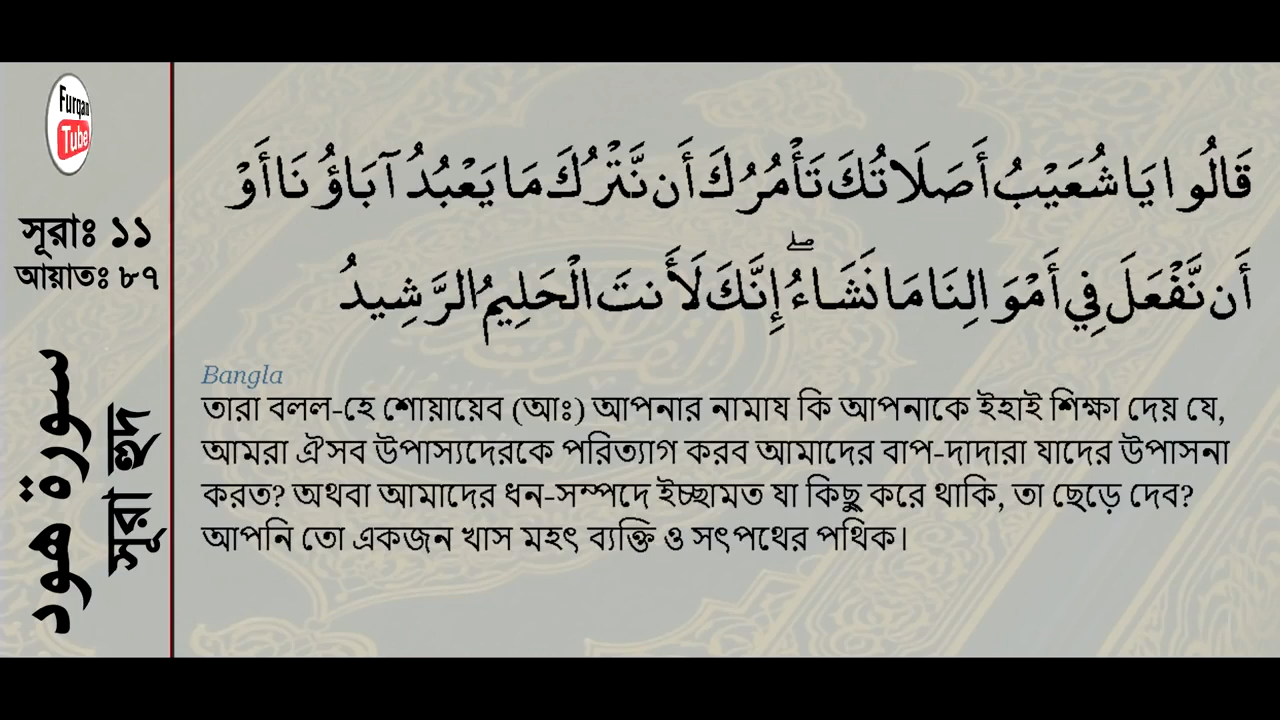 Furqan
Tube
সূরাঃ ১১
আয়াতঃ ৮৭
سورة هود
সূরা হুদ
قَالُوا يَا شُعَيْبُ أَصَلَاتُكَ تَأْمُرُكَ أَن نَّتْرُكَ مَا يَعْبُدُ آبَاؤُنَا أَوْ
أَن نَّفْعَلَ فِي أَمْوَالِنَا مَا نَشَاءُ ۖ إِنَّكَ لَأَنتَ الْحَلِيمُ الرَّشِيدُ
Bangla
তারা বলল-হে শোয়ায়েব (আঃ) আপনার নামায কি আপনাকে ইহাই শিক্ষা দেয় যে,
আমরা ঐসব উপাস্যদেরকে পরিত্যাগ করব আমাদের বাপ-দাদারা যাদের উপাসনা
করত? অথবা আমাদের ধন-সম্পদে ইচ্ছামত যা কিছু করে থাকি, তা ছেড়ে দেব?
আপনি তো একজন খাস মহৎ ব্যক্তি ও সৎপথের পথিক।